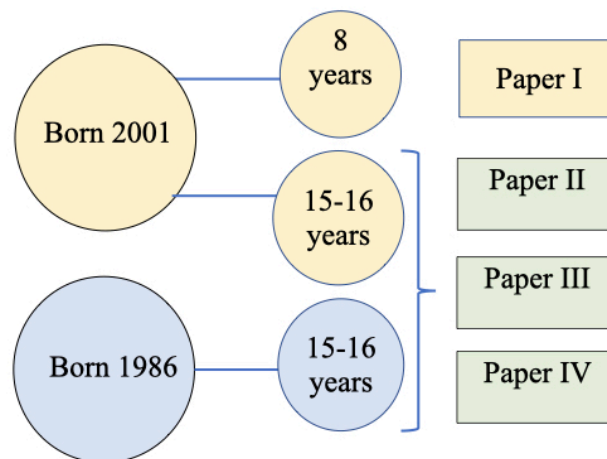 8
years
Paper I
Born 2001
15-16
years
Paper II
Paper III
Born 1986
15-16
years
Paper IV